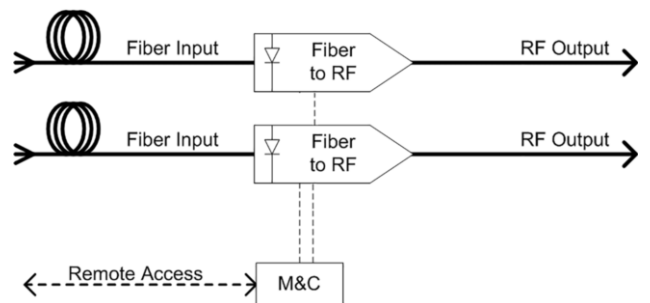 Fiber Input
Fiber
to RF
RF Output
Fiber Input
Fiber
to RF
RF Output
Remote Access
M&C